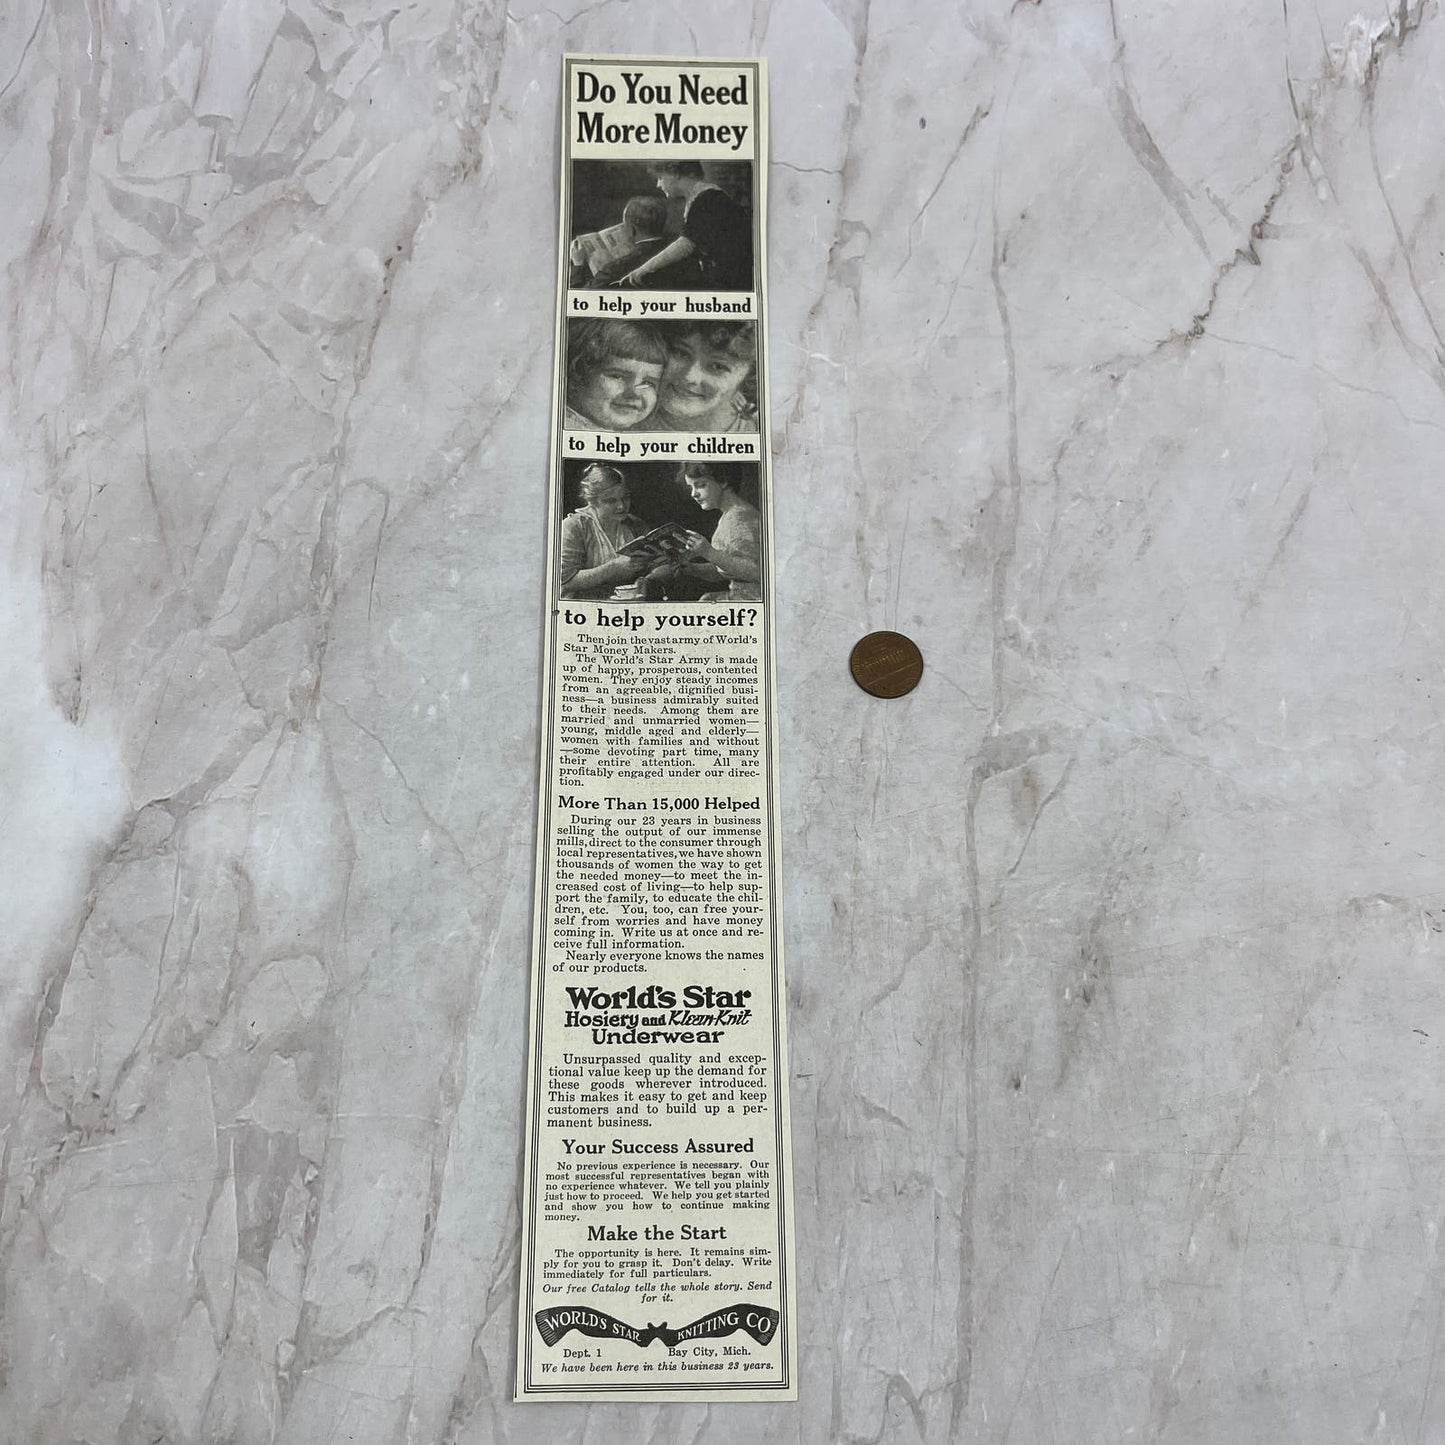 Do You Need
More Money
to help your husband
to help your children
to help yourself?
Then join the vast army of World's
Star Money Makers.
The World's Star Army is made
up of happy, prosperous, contented
women. They enjoy steady incomes
from an agreeable, dignified busi-
ness—a business admirably suited
to their needs. Among them are
married and unmarried women—
young, middle aged and elderly—
women with families and without
—some devoting part time, many
their entire attention. All are
profitably engaged under our direc-
tion.
More Than 15,000 Helped
During our 23 years in business
selling the output of our immense
mills, direct to the consumer through
local representatives, we have shown
thousands of women the way to get
the needed money—to meet the in-
creased cost of living—to help sup-
port the family, to educate the chil-
dren, etc. You, too, can free your-
self from worries and have money
coming in. Write us at once and re-
ceive full information.
Nearly everyone knows the names
of our products.
World's Star
Hosiery and Klean-Knit
Underwear
Unsurpassed quality and excep-
tional value keep up the demand for
these goods wherever introduced.
This makes it easy to get and keep
customers and to build up a per-
manent business.
Your Success Assured
No previous experience is necessary. Our
most successful representatives began with
no experience whatever. We tell you plainly
just how to proceed. We help you get started
and show you how to continue making
money.
Make the Start
The opportunity is here. It remains sim-
ply for you to grasp it. Don't delay. Write
immediately for full particulars.
Our free Catalog tells the whole story. Send
for it.
WORLD'S STAR KNITTING CO
Dept. 1 Bay City, Mich.
We have been here in this business 23 years.